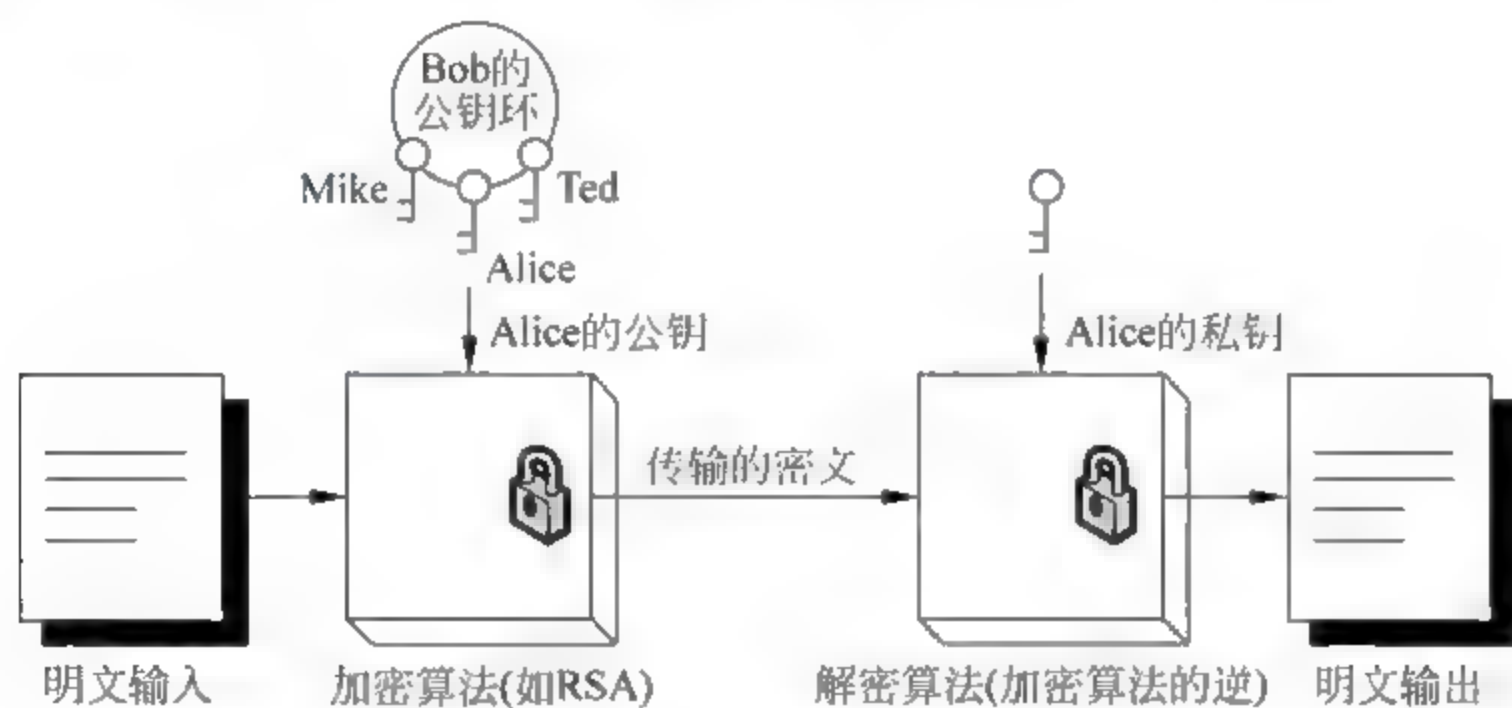 Bob的
公钥环
Mike
Ted
Alice
Alice的公钥
Alice的私钥
传输的密文
明文输入
加密算法(如RSA)
解密算法(加密算法的逆)
明文输出